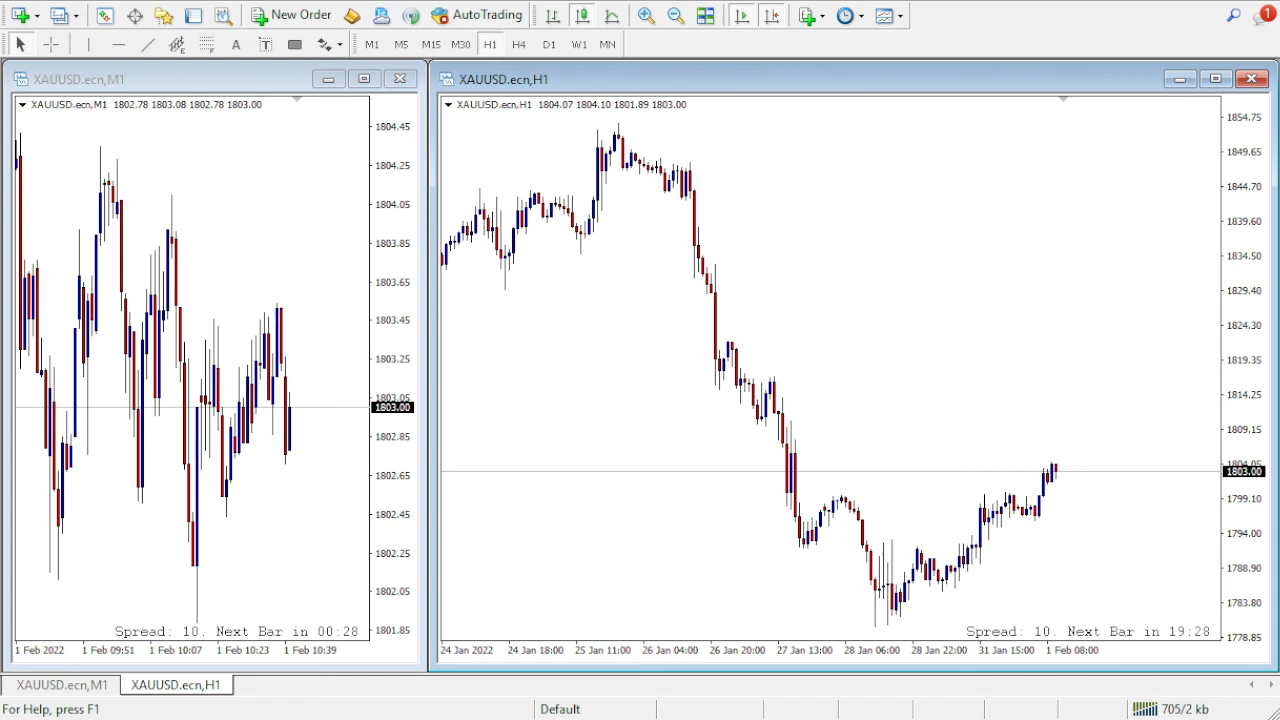 New Order
AutoTrading
1
A
T
M1 M5 M15 M30 H1 H4 D1 W1 MN
XAUUSD.ecn,M1
XAUUSD.ecn,M1 1802.78 1803.08 1802.78 1803.00
1804.45
1804.25
1804.05
1803.85
1803.65
1803.45
1803.25
1803.05
1803.00
1802.85
1802.65
1802.45
1802.25
1802.05
1801.85
Spread: 10. Next Bar in 00:28
1 Feb 2022 1 Feb 09:51 1 Feb 10:07 1 Feb 10:23 1 Feb 10:39
XAUUSD.ecn,H1
XAUUSD.ecn,H1 1804.07 1804.10 1801.89 1803.00
1854.75
1849.65
1844.70
1839.60
1834.50
1829.40
1824.30
1819.35
1814.25
1809.15
1804.05
1803.00
1799.10
1794.00
1788.90
1783.80
1778.85
Spread: 10. Next Bar in 19:28
24 Jan 2022 24 Jan 18:00 25 Jan 11:00 26 Jan 04:00 26 Jan 20:00 27 Jan 13:00 28 Jan 06:00 28 Jan 22:00 31 Jan 15:00 1 Feb 08:00
XAUUSD.ecn,M1 XAUUSD.ecn,H1
For Help, press F1
Default
705/2 kb